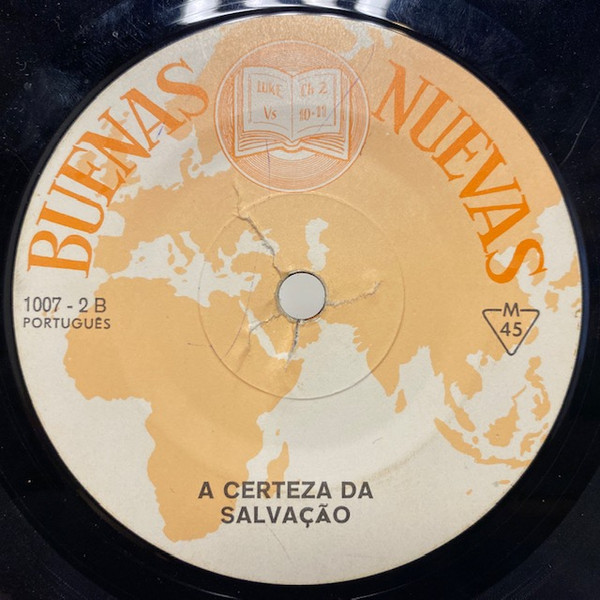 BUENAS NUEVAS
LUKE Ch 2
Vs 10-11
1007 - 2 B
PORTUGUÊS
M
45
A CERTEZA DA
SALVAÇÃO